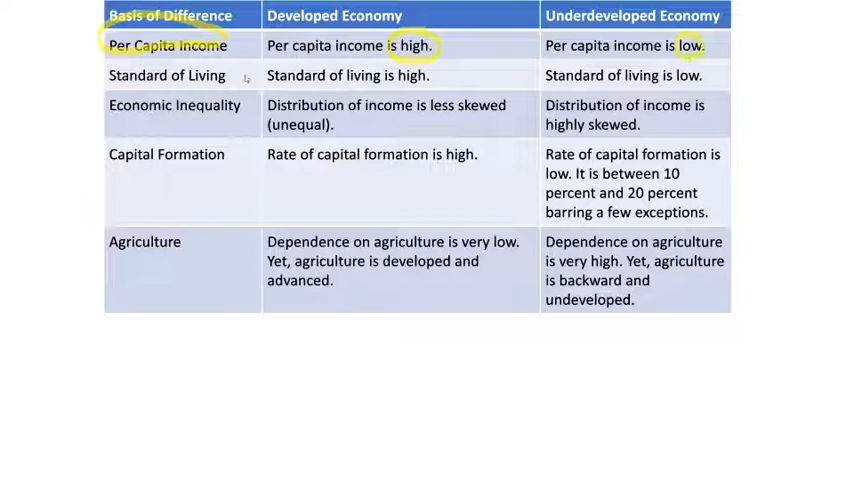 Basis of Difference Developed Economy Underdeveloped Economy
Per Capita Income Per capita income is high. Per capita income is low.
Standard of Living Standard of living is high. Standard of living is low.
Economic Inequality Distribution of income is less skewed Distribution of income is
(unequal). highly skewed.
Capital Formation Rate of capital formation is high. Rate of capital formation is
low. It is between 10
percent and 20 percent
barring a few exceptions.
Agriculture Dependence on agriculture is very low. Dependence on agriculture
Yet, agriculture is developed and is very high. Yet, agriculture
advanced. is backward and
undeveloped.